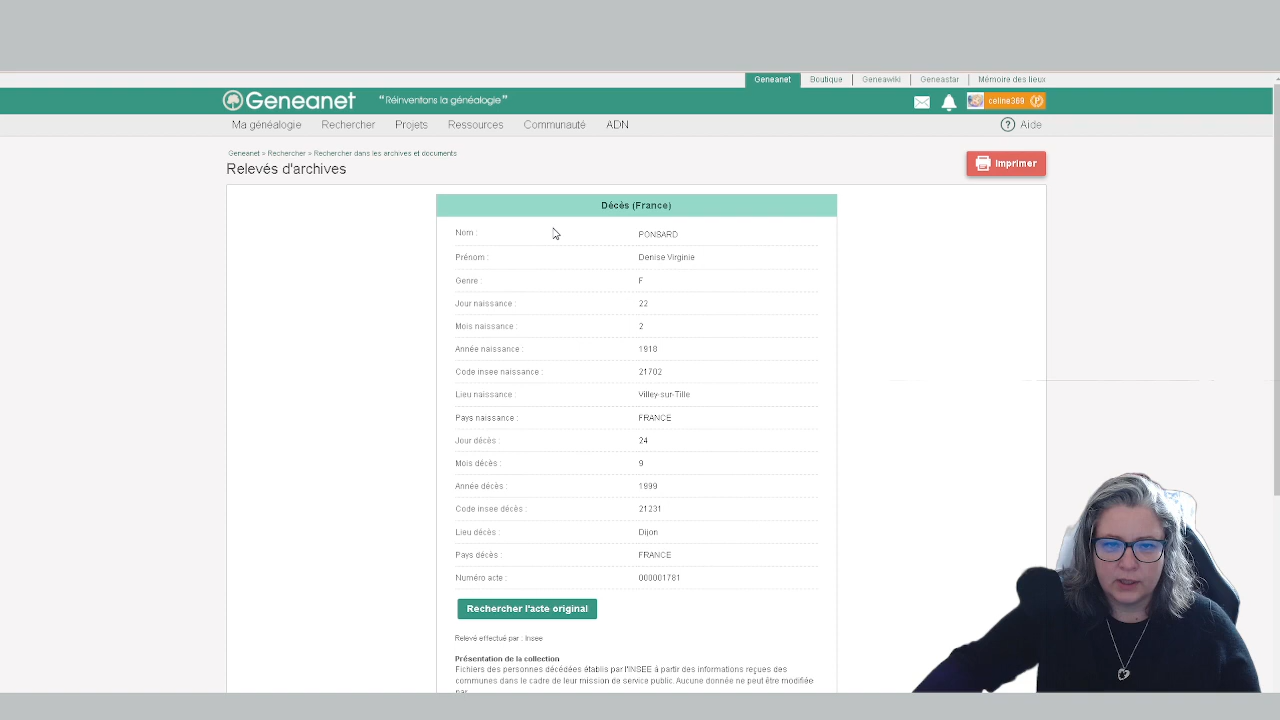 Geneanet Boutique Geneawiki Geneastar Mémoire des lieux
Geneanet "Réinventons la généalogie" celine369
Ma généalogie Rechercher Projets Ressources Communauté ADN Aide
Geneanet » Rechercher » Rechercher dans les archives et documents
Relevés d'archives
Imprimer
Décès (France)
Nom : PONSARD
Prénom : Denise Virginie
Genre : F
Jour naissance : 22
Mois naissance : 2
Année naissance : 1918
Code insee naissance : 21702
Lieu naissance : Villey-sur-Tille
Pays naissance : FRANCE
Jour décès : 24
Mois décès : 9
Année décès : 1999
Code insee décès : 21231
Lieu décès : Dijon
Pays décès : FRANCE
Numéro acte : 000001781
Rechercher l'acte original
Relevé effectué par : Insee
Présentation de la collection
Fichiers des personnes décédées établis par l'INSEE à partir des informations reçues des
communes dans le cadre de leur mission de service public. Aucune donnée ne peut être modifiée
par